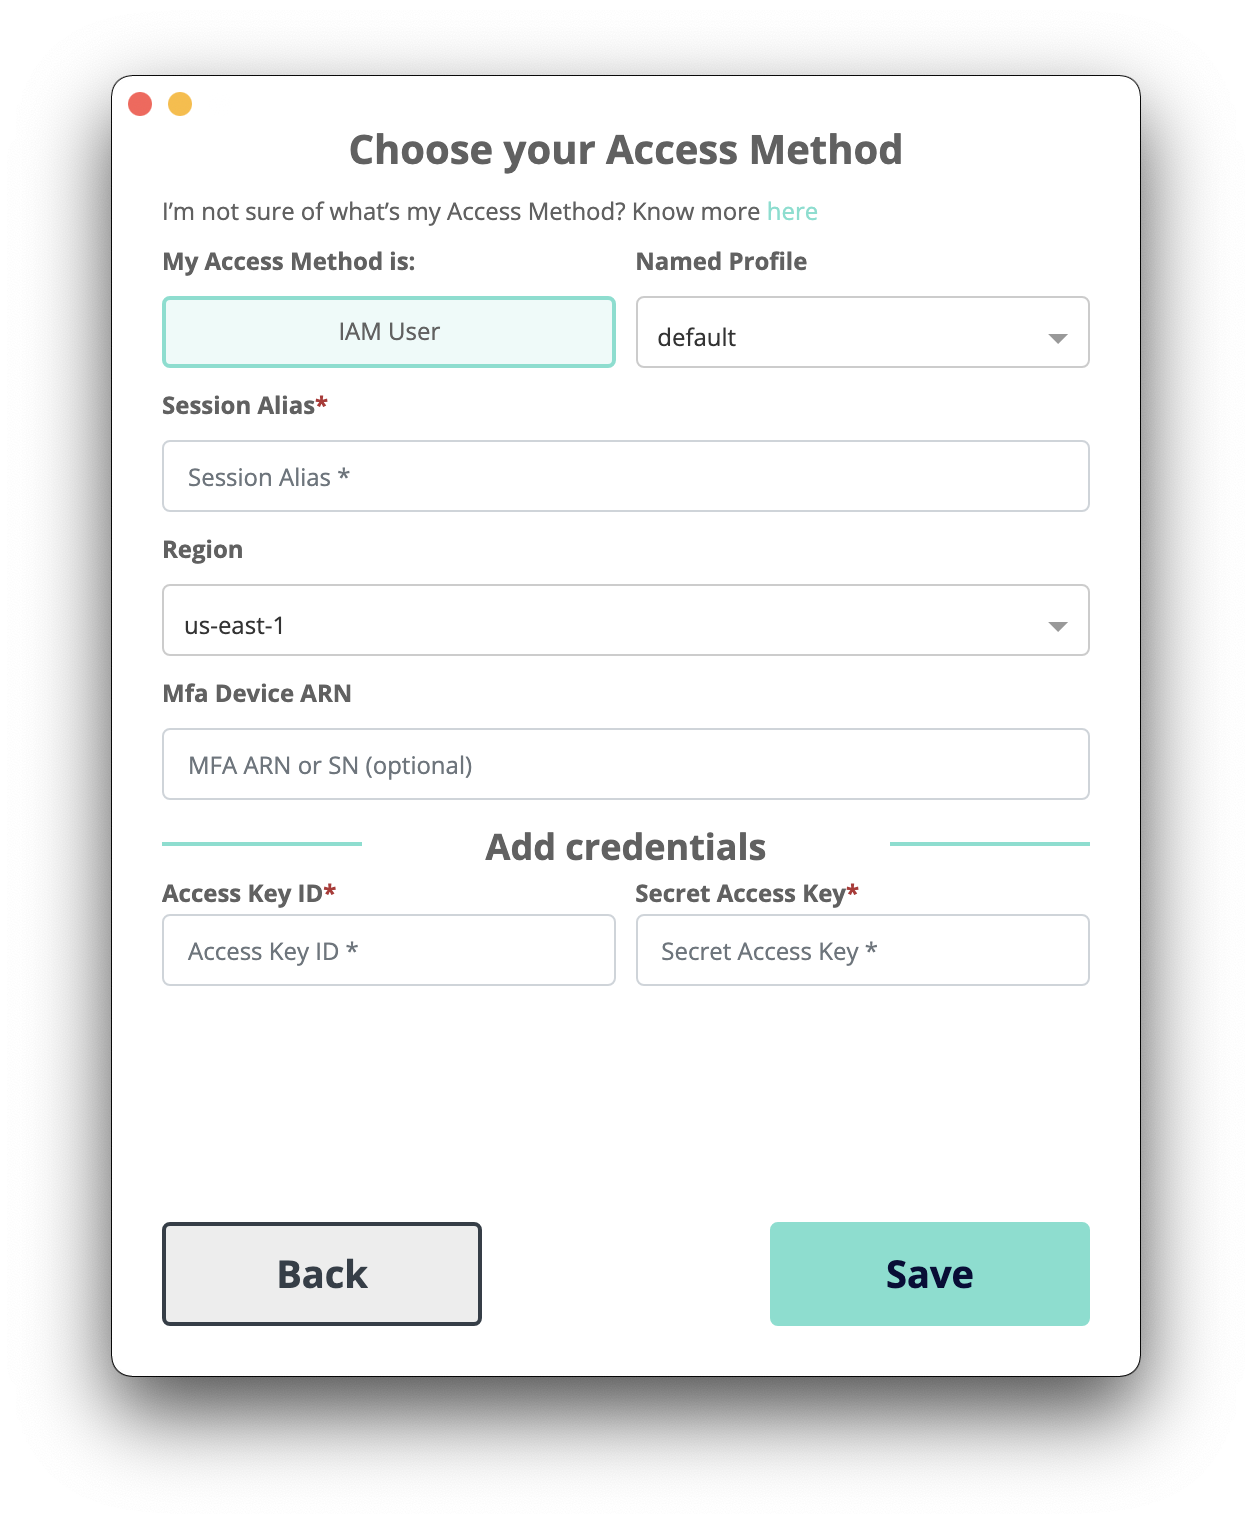 Choose your Access Method
I'm not sure of what's my Access Method? Know more here
My Access Method is:
Named Profile
IAM User
default
Session Alias*
Session Alias *
Region
us-east-1
Mfa Device ARN
MFA ARN or SN (optional)
Add credentials
Access Key ID*
Secret Access Key*
Access Key ID *
Secret Access Key *
Back
Save